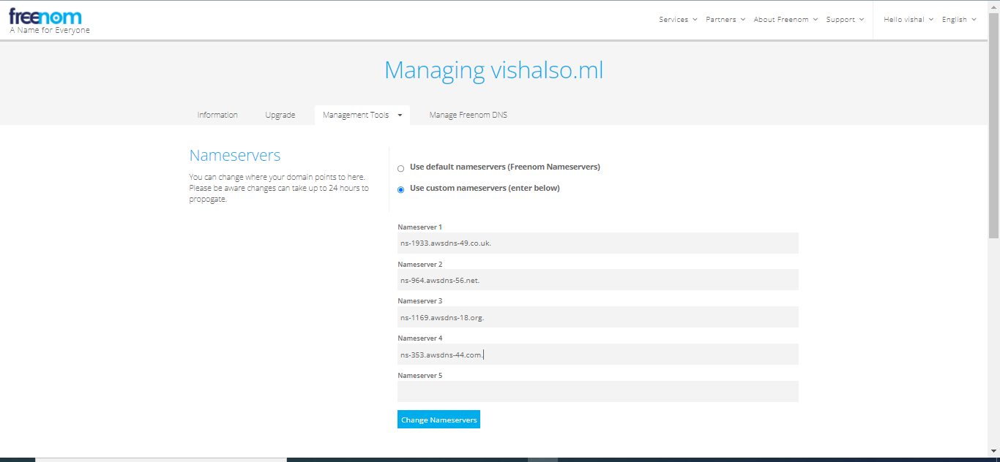 freenom
A Name for Everyone
Services Partners About Freenom Support Hello vishal English
Managing vishalso.ml
Information Upgrade Management Tools Manage Freenom DNS
Nameservers
You can change where your domain points to here.
Please be aware changes can take up to 24 hours to
propogate.
Use default nameservers (Freenom Nameservers)
Use custom nameservers (enter below)
Nameserver 1
ns-1933.awsdns-49.co.uk.
Nameserver 2
ns-964.awsdns-56.net.
Nameserver 3
ns-1169.awsdns-18.org.
Nameserver 4
ns-353.awsdns-44.com.
Nameserver 5
Change Nameservers